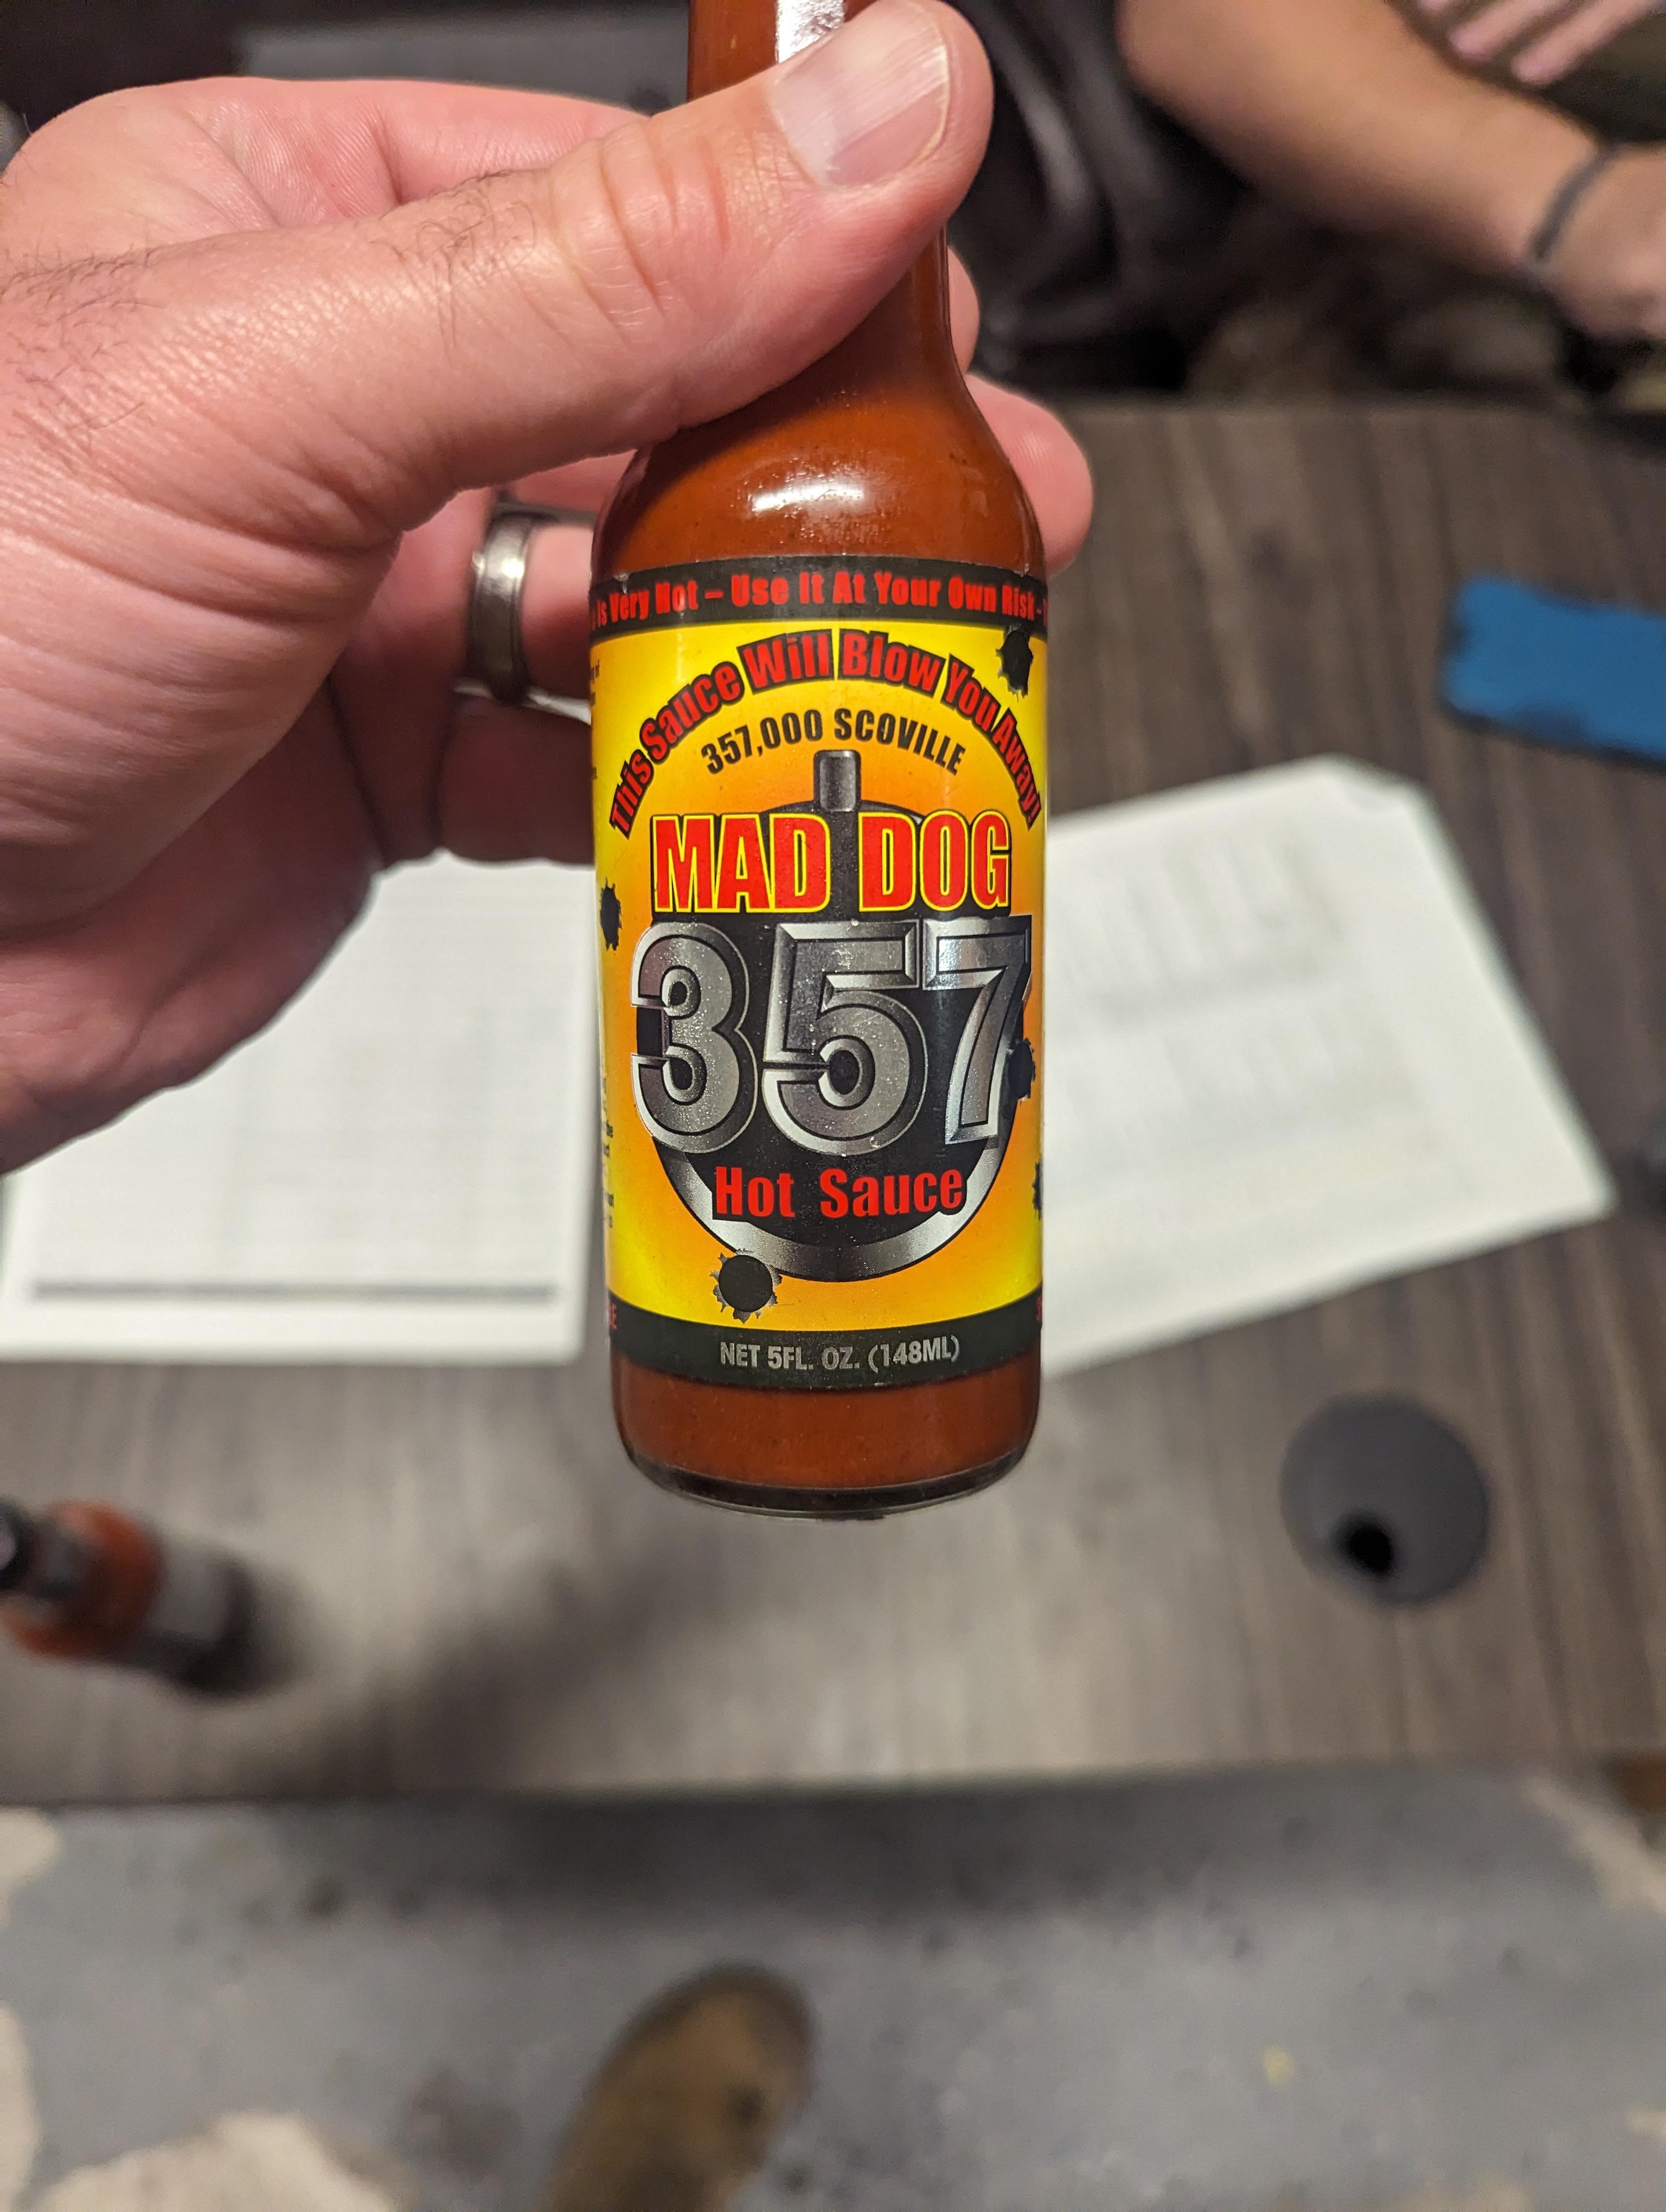 Is Very Hot – Use It At Your Own Risk -
This Sauce Will Blow You Away!
357,000 SCOVILLE
MAD DOG
357
Hot Sauce
NET 5FL. OZ. (148ML)